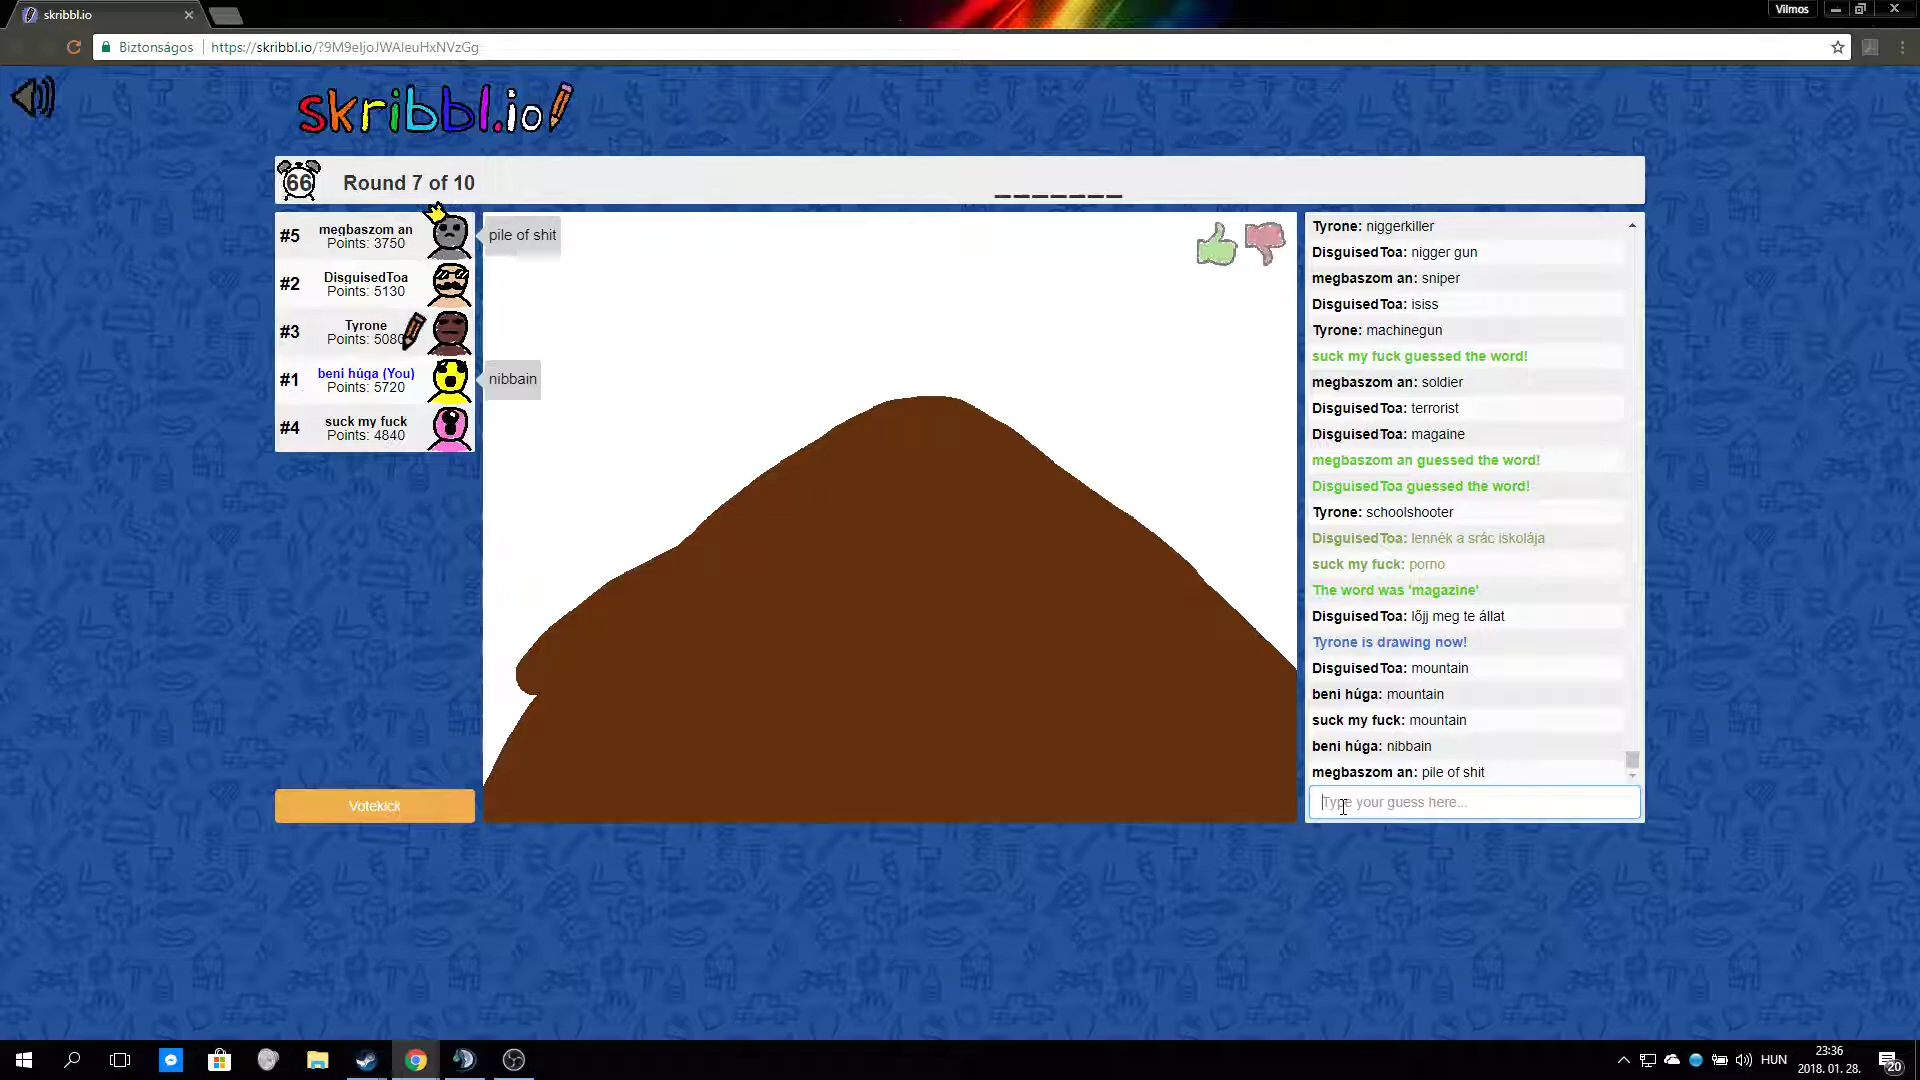 skribbl.io
Vilmos
Biztonságos
https://skribbl.io/?9M9eIjoJWAleuHxNVzGg
skribbl.io
66
Round 7 of 10
_______
#5
megbaszom an
Points: 3750
pile of shit
#2
DisguisedToa
Points: 5130
#3
Tyrone
Points: 5080
#1
beni húga (You)
Points: 5720
nibbain
#4
suck my fuck
Points: 4840
Votekick
Tyrone: niggerkiller
DisguisedToa: nigger gun
megbaszom an: sniper
DisguisedToa: isiss
Tyrone: machinegun
suck my fuck guessed the word!
megbaszom an: soldier
DisguisedToa: terrorist
DisguisedToa: magaine
megbaszom an guessed the word!
DisguisedToa guessed the word!
Tyrone: schoolshooter
DisguisedToa: lennék a srác iskolája
suck my fuck: porno
The word was 'magazine'
DisguisedToa: lőjj meg te állat
Tyrone is drawing now!
DisguisedToa: mountain
beni húga: mountain
suck my fuck: mountain
beni húga: nibbain
megbaszom an: pile of shit
Type your guess here...
HUN
23:36
2018. 01. 28.
20